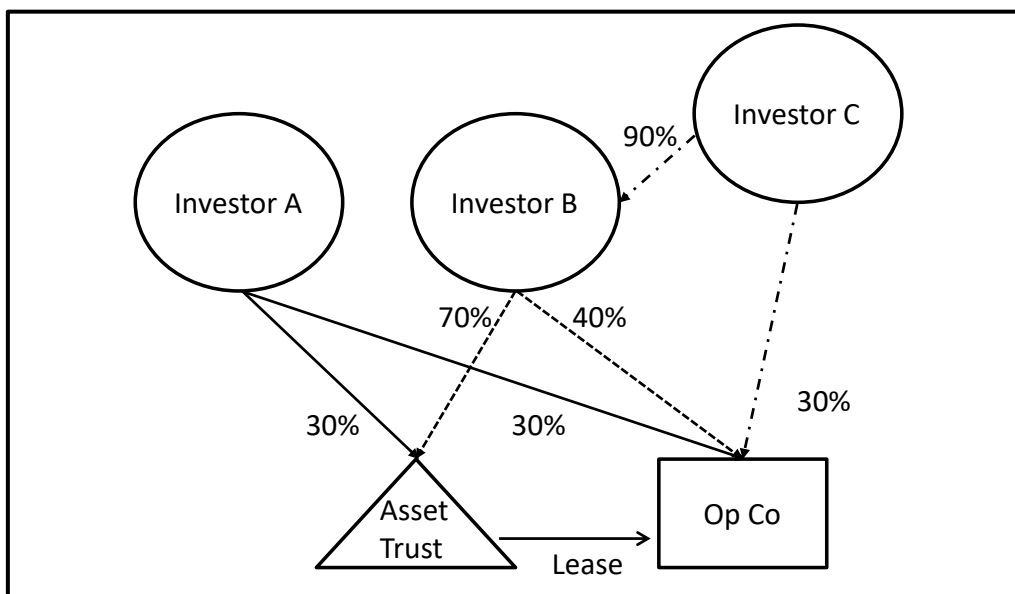 Investor C
90%
Investor A
Investor B
70%
40%
30%
30%
30%
Asset
Trust
Op Co
Lease